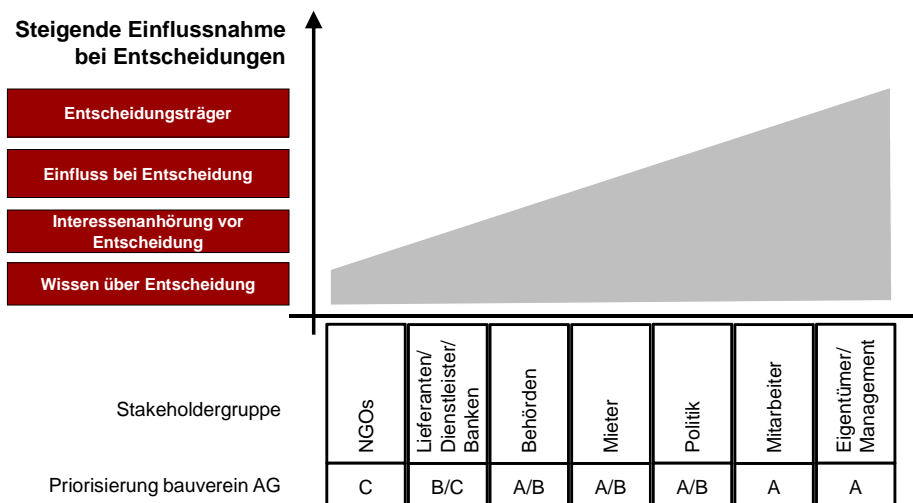 Steigende Einflussnahme
bei Entscheidungen
Entscheidungsträger
Einfluss bei Entscheidung
Interessenanhörung vor
Entscheidung
Wissen über Entscheidung
Stakeholdergruppe
NGOs
Lieferanten/
Dienstleister/
Banken
Behörden
Mieter
Politik
Mitarbeiter
Eigentümer/
Management
Priorisierung bauverein AG
C
B/C
A/B
A/B
A/B
A
A